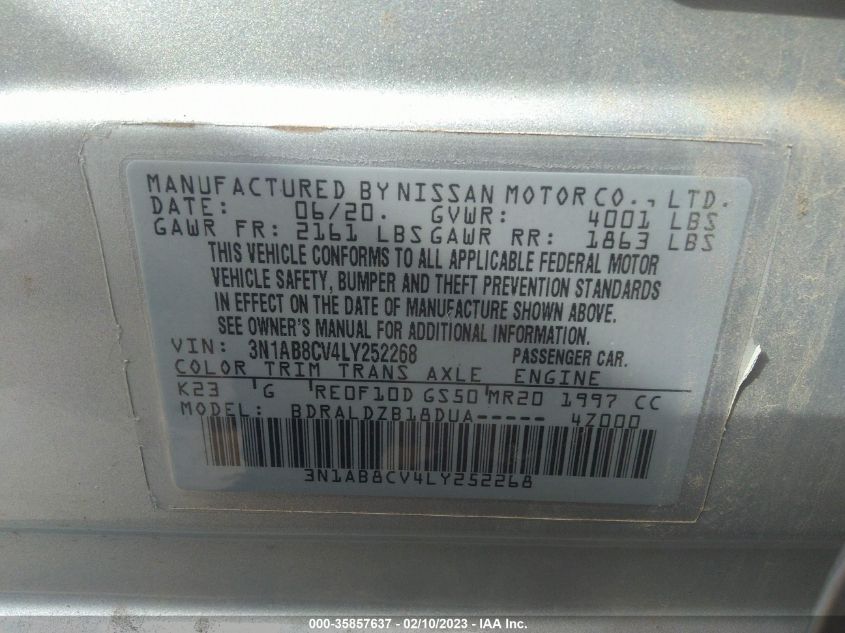 MANUFACTURED BY NISSAN MOTOR CO., LTD.
DATE: 06/20. GVWR: 4001 LBS
GAWR FR: 2161 LBS GAWR RR: 1863 LBS
THIS VEHICLE CONFORMS TO ALL APPLICABLE FEDERAL MOTOR
VEHICLE SAFETY, BUMPER AND THEFT PREVENTION STANDARDS
IN EFFECT ON THE DATE OF MANUFACTURE SHOWN ABOVE.
SEE OWNER'S MANUAL FOR ADDITIONAL INFORMATION.
VIN: 3N1AB8CV4LY252268 PASSENGER CAR.
COLOR TRIM TRANS AXLE ENGINE
K23 G RE0F10D GS50 MR20 1997 CC
MODEL: BDRALDZB18DUA----- 4Z000
3N1AB8CV4LY252268
000-35857637 - 02/10/2023 - IAA Inc.